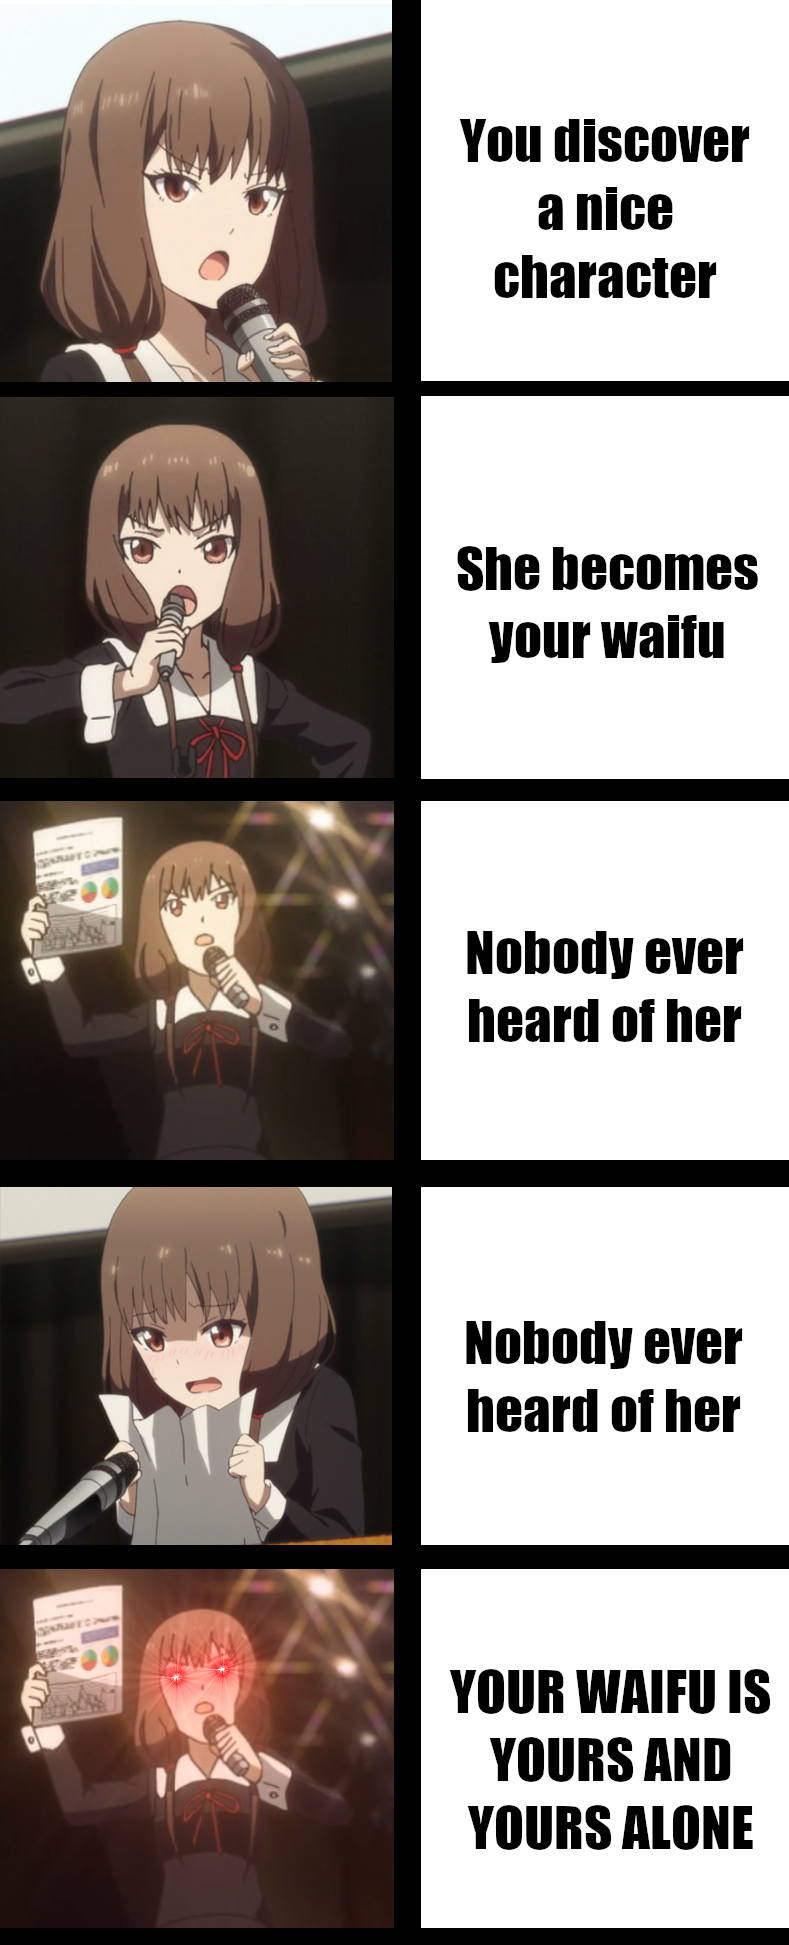 You discover
a nice
character
She becomes
your waifu
Nobody ever
heard of her
Nobody ever
heard of her
YOUR WAIFU IS
YOURS AND
YOURS ALONE